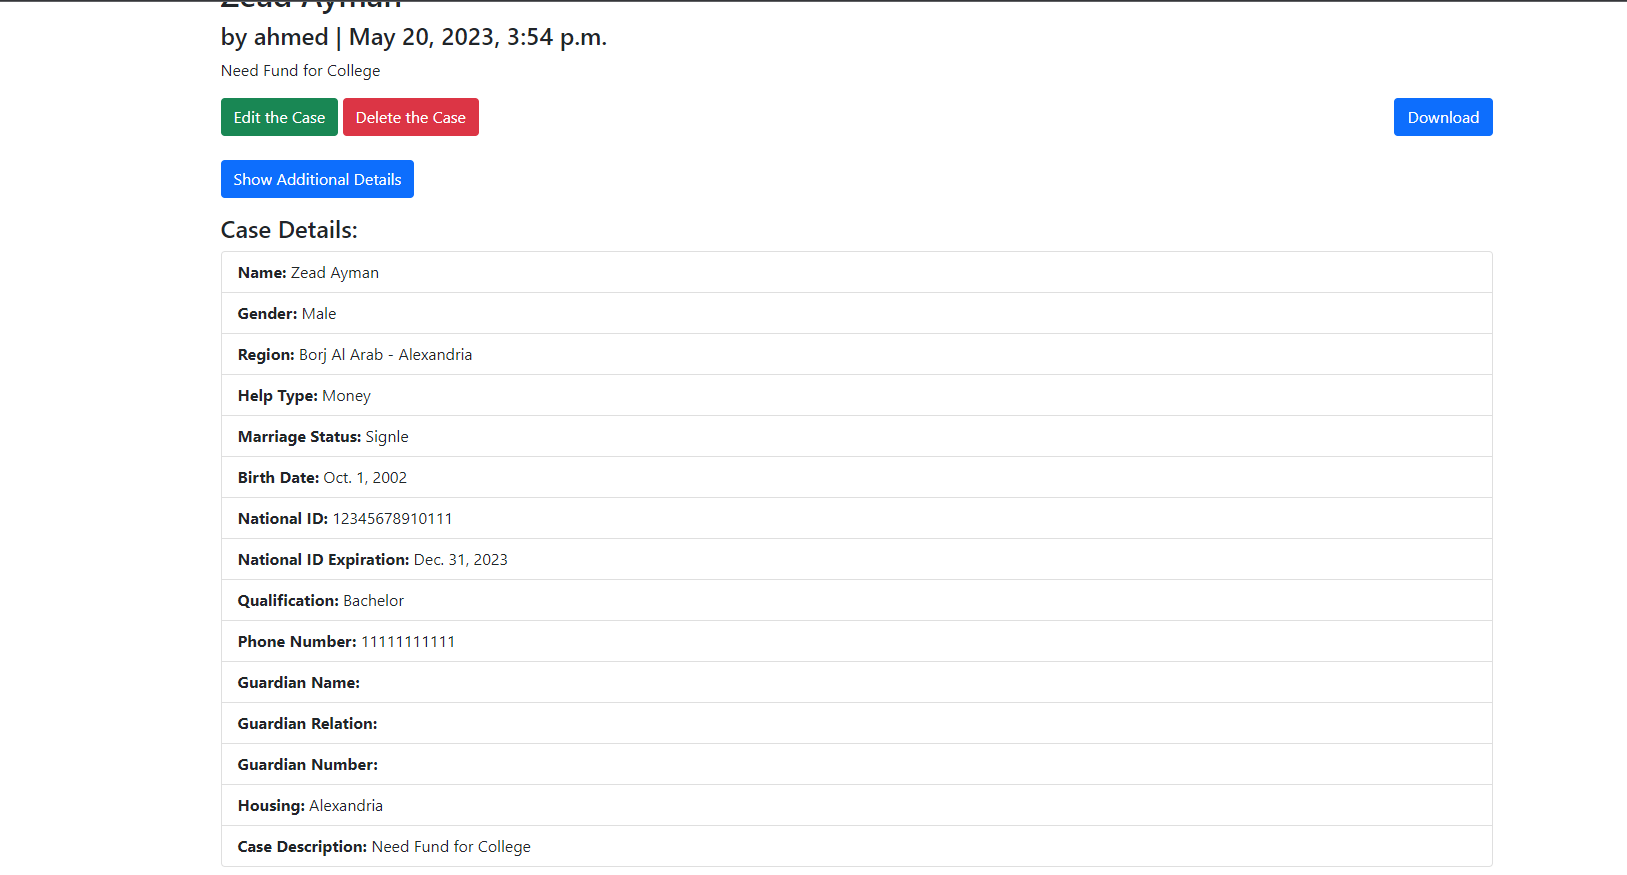 Zead Ayman
by ahmed | May 20, 2023, 3:54 p.m.
Need Fund for College
Edit the Case Delete the Case Download
Show Additional Details
Case Details:
Name: Zead Ayman
Gender: Male
Region: Borj Al Arab - Alexandria
Help Type: Money
Marriage Status: Signle
Birth Date: Oct. 1, 2002
National ID: 12345678910111
National ID Expiration: Dec. 31, 2023
Qualification: Bachelor
Phone Number: 11111111111
Guardian Name:
Guardian Relation:
Guardian Number:
Housing: Alexandria
Case Description: Need Fund for College